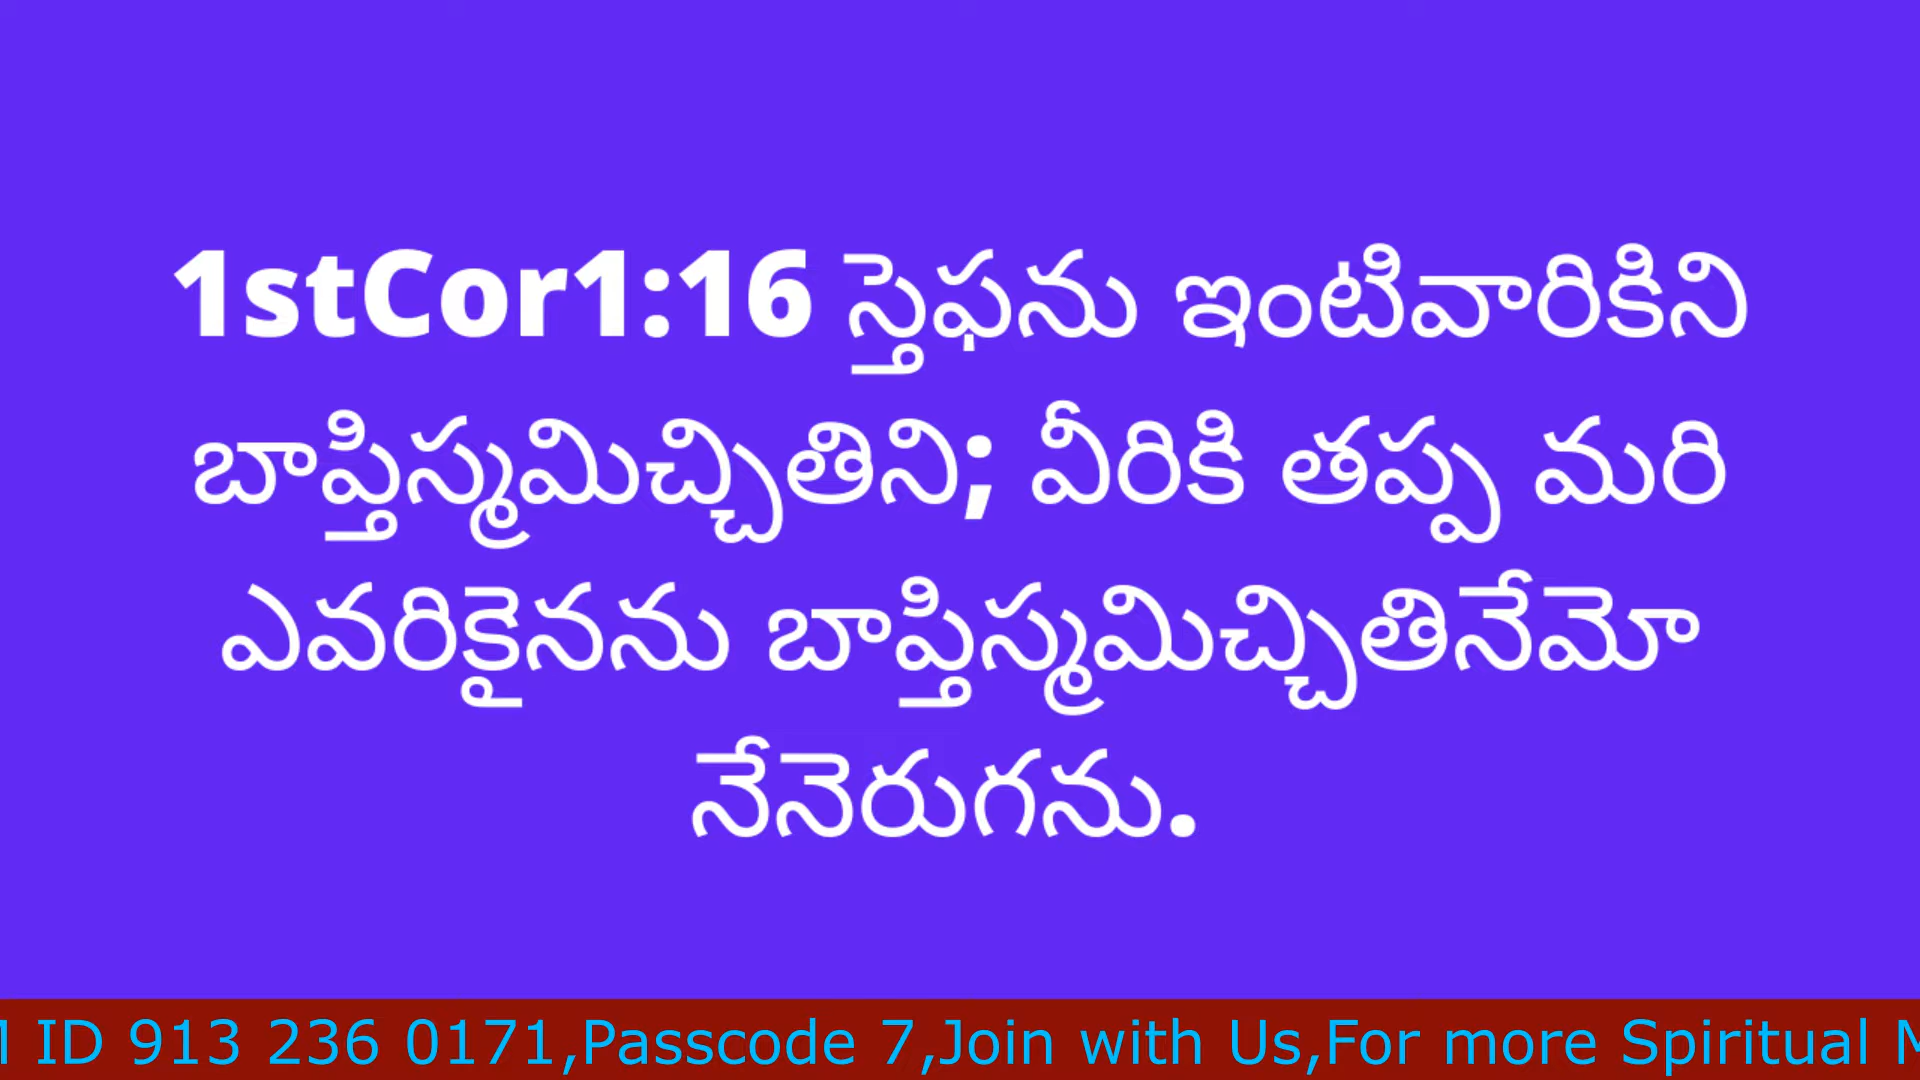 1stCor1:16 స్తెఫను ఇంటివారికిని
బాప్తిస్మమిచ్చితిని; వీరికి తప్ప మరి
ఎవరికైనను బాప్తిస్మమిచ్చితినేమో
నేనెరుగను.
ID 913 236 0171,Passcode 7,Join with Us,For more Spiritual